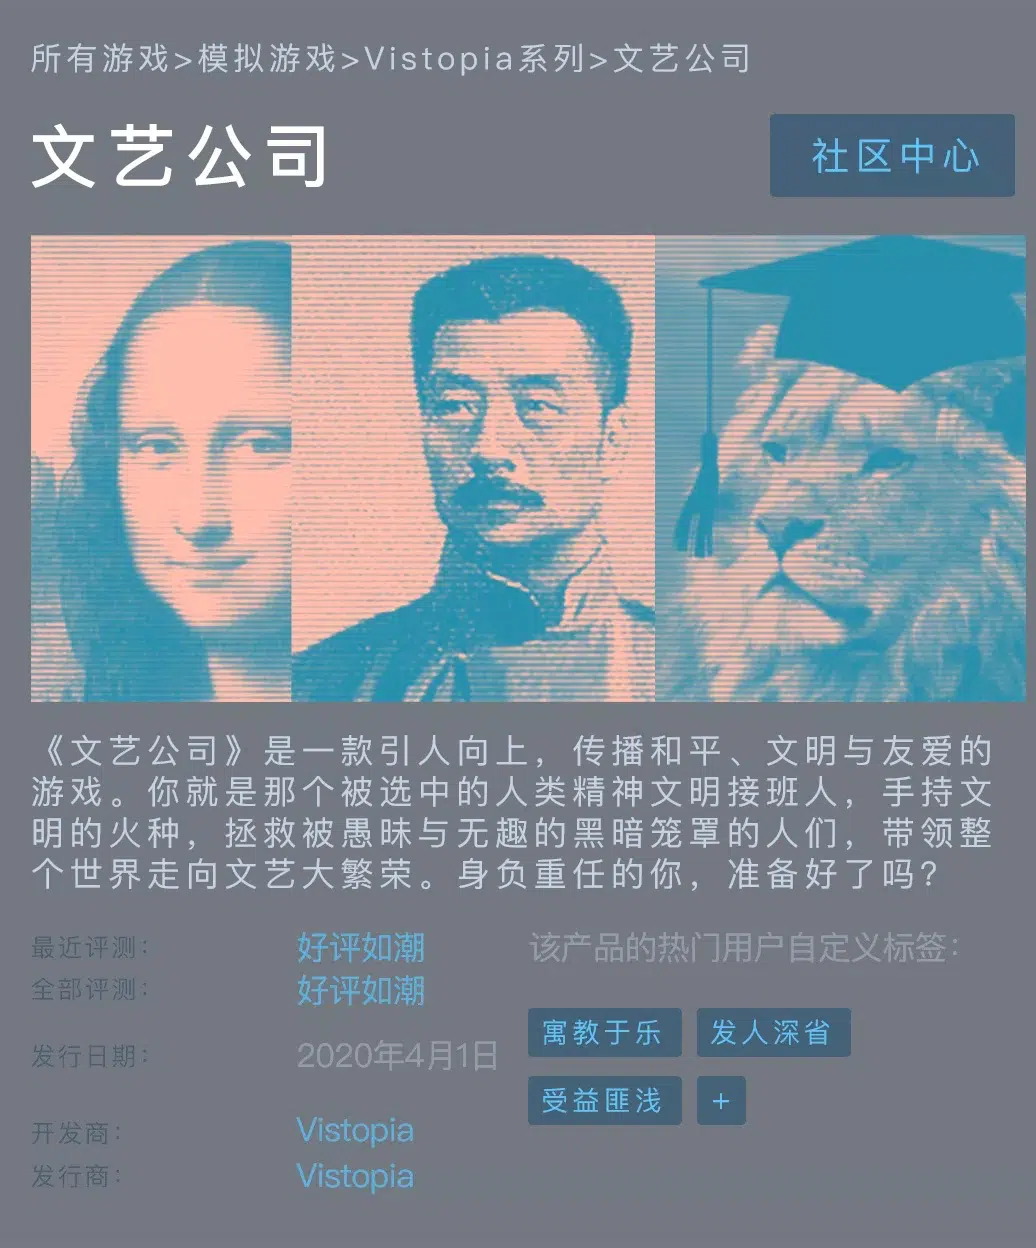 所有游戏>模拟游戏>Vistopia系列>文艺公司
文艺公司
社区中心
《文艺公司》是一款引人向上，传播和平、文明与友爱的
游戏。你就是那个被选中的人类精神文明接班人，手持文
明的火种，拯救被愚昧与无趣的黑暗笼罩的人们，带领整
个世界走向文艺大繁荣。身负重任的你，准备好了吗？
最近评测： 好评如潮
全部评测： 好评如潮
发行日期： 2020年4月1日
开发商： Vistopia
发行商： Vistopia
该产品的热门用户自定义标签：
寓教于乐 发人深省
受益匪浅 +